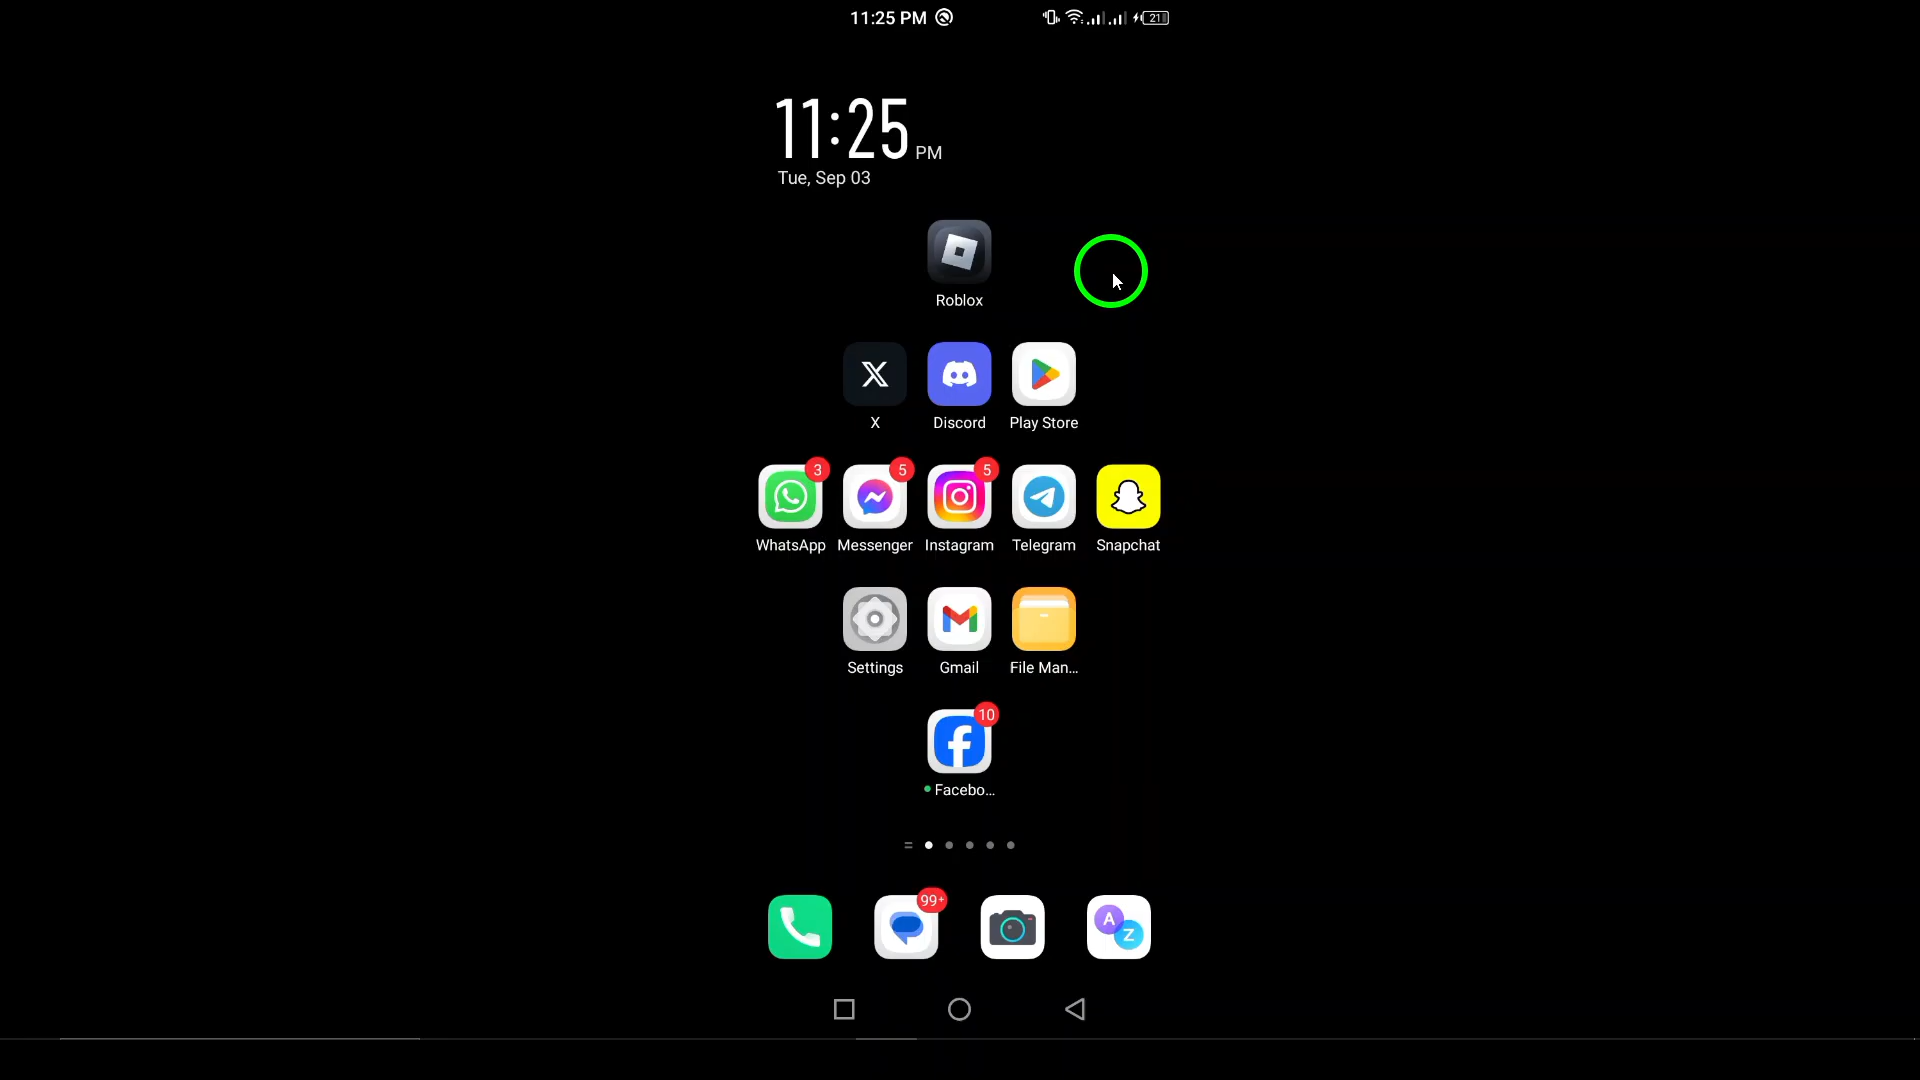 11:25 PM
21
11:25 PM
Tue, Sep 03
Roblox
X
Discord
Play Store
3
5
5
WhatsApp
Messenger
Instagram
Telegram
Snapchat
Settings
Gmail
File Man...
10
Facebo...
99+
A
Z